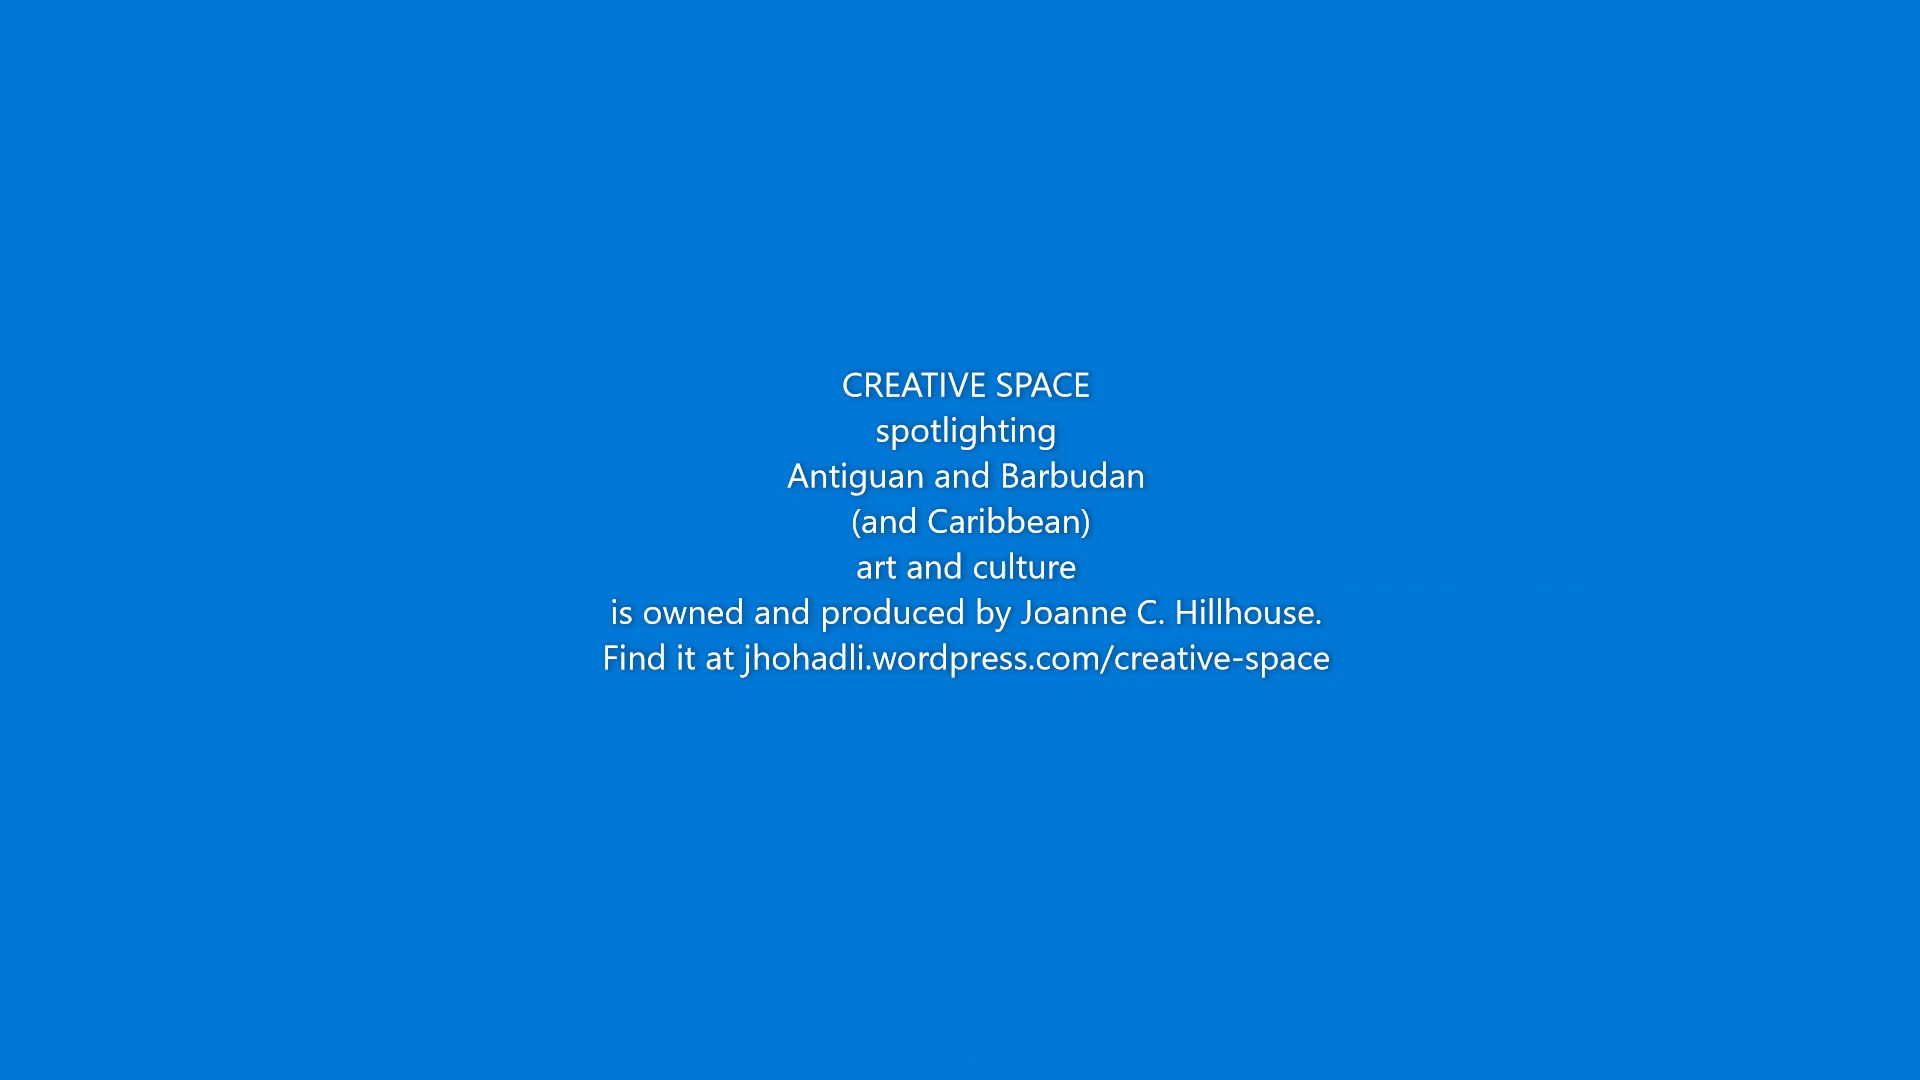 CREATIVE SPACE
spotlighting
Antiguan and Barbudan
(and Caribbean)
art and culture
is owned and produced by Joanne C. Hillhouse.
Find it at jhohadli.wordpress.com/creative-space